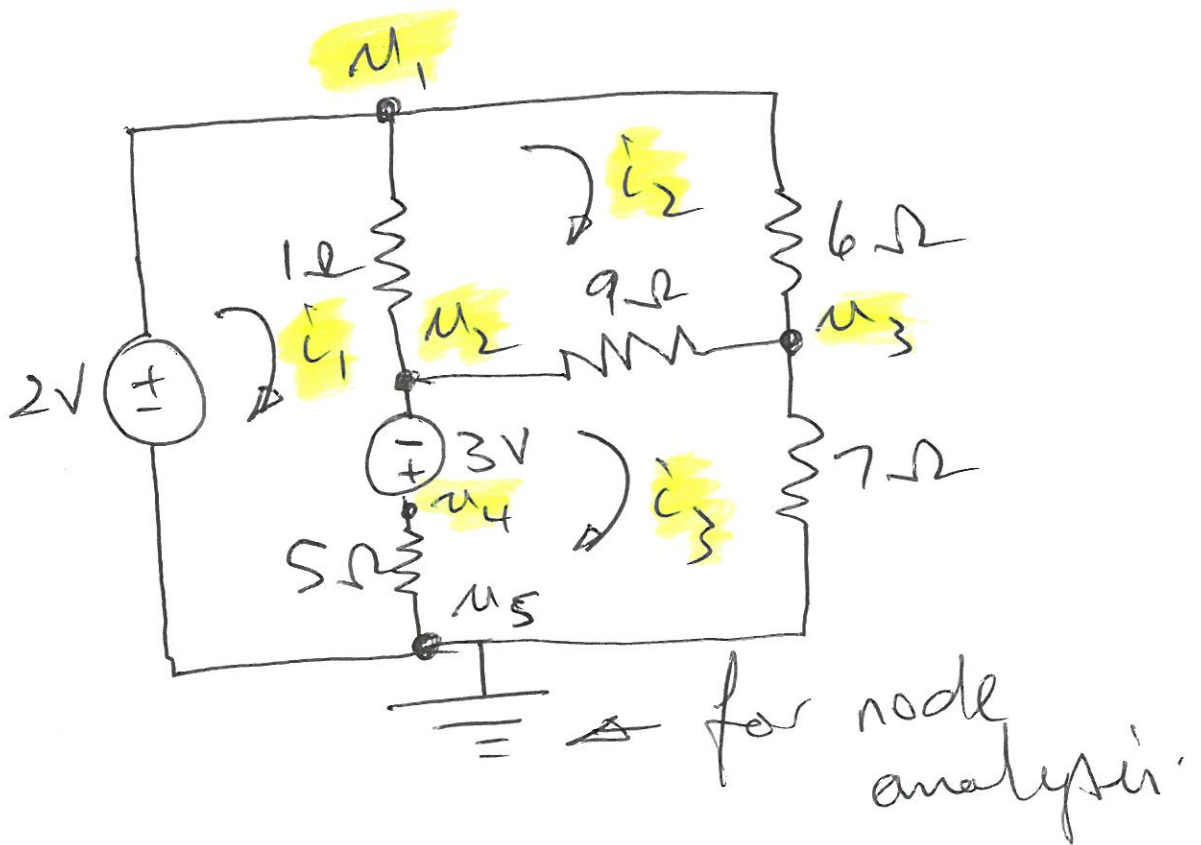 u₁
i₂
1Ω
6Ω
9Ω
i₁
u₂
u₃
2V
+
−
−
+
3V
7Ω
u₄
i₃
5Ω
u₅
for node
analysis.